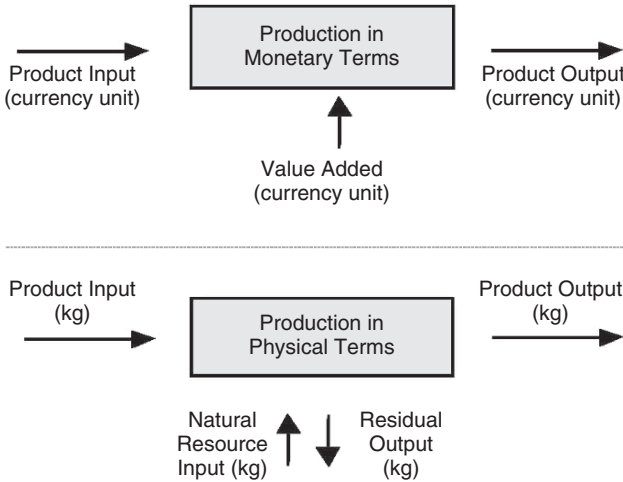 Production in
Monetary Terms
Product Input
(currency unit)
Product Output
(currency unit)
Value Added
(currency unit)
Product Input
(kg)
Production in
Physical Terms
Product Output
(kg)
Natural
Resource
Input (kg)
Residual
Output
(kg)